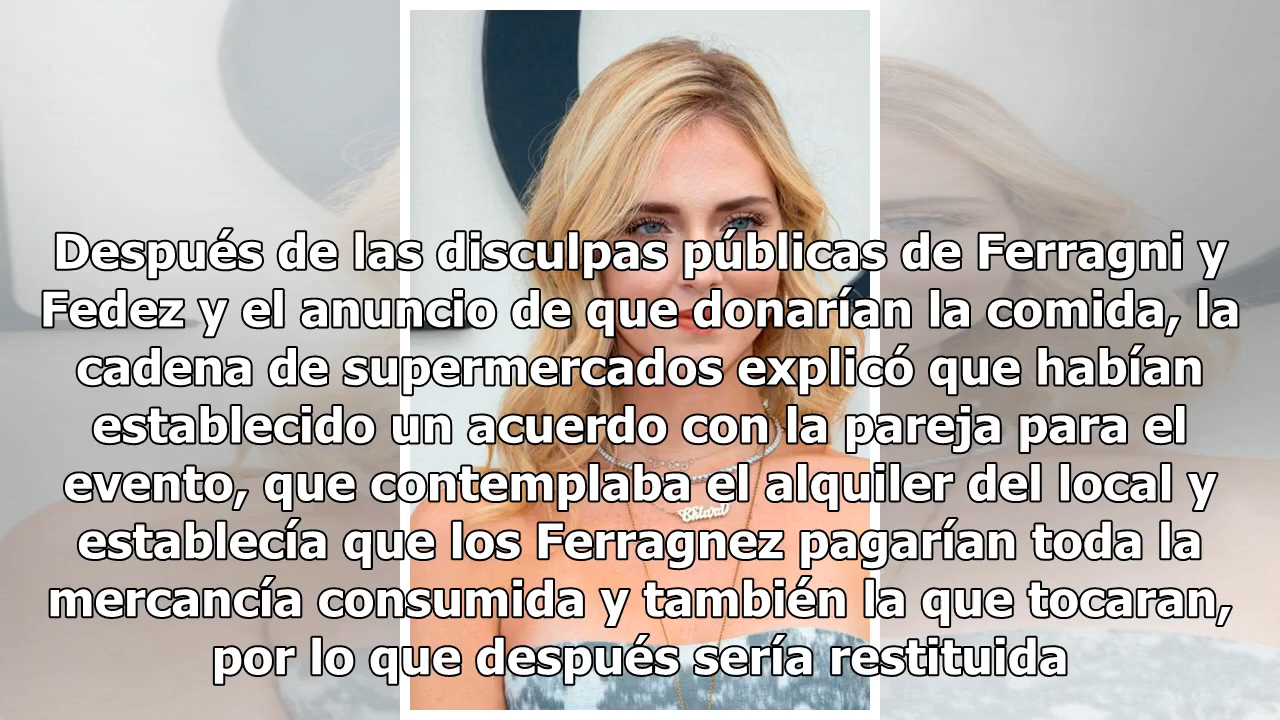 Después de las disculpas públicas de Ferragni y
Fedez y el anuncio de que donarían la comida, la
cadena de supermercados explicó que habían
establecido un acuerdo con la pareja para el
evento, que contemplaba el alquiler del local y
establecía que los Ferragnez pagarían toda la
mercancía consumida y también la que tocaran,
por lo que después sería restituida